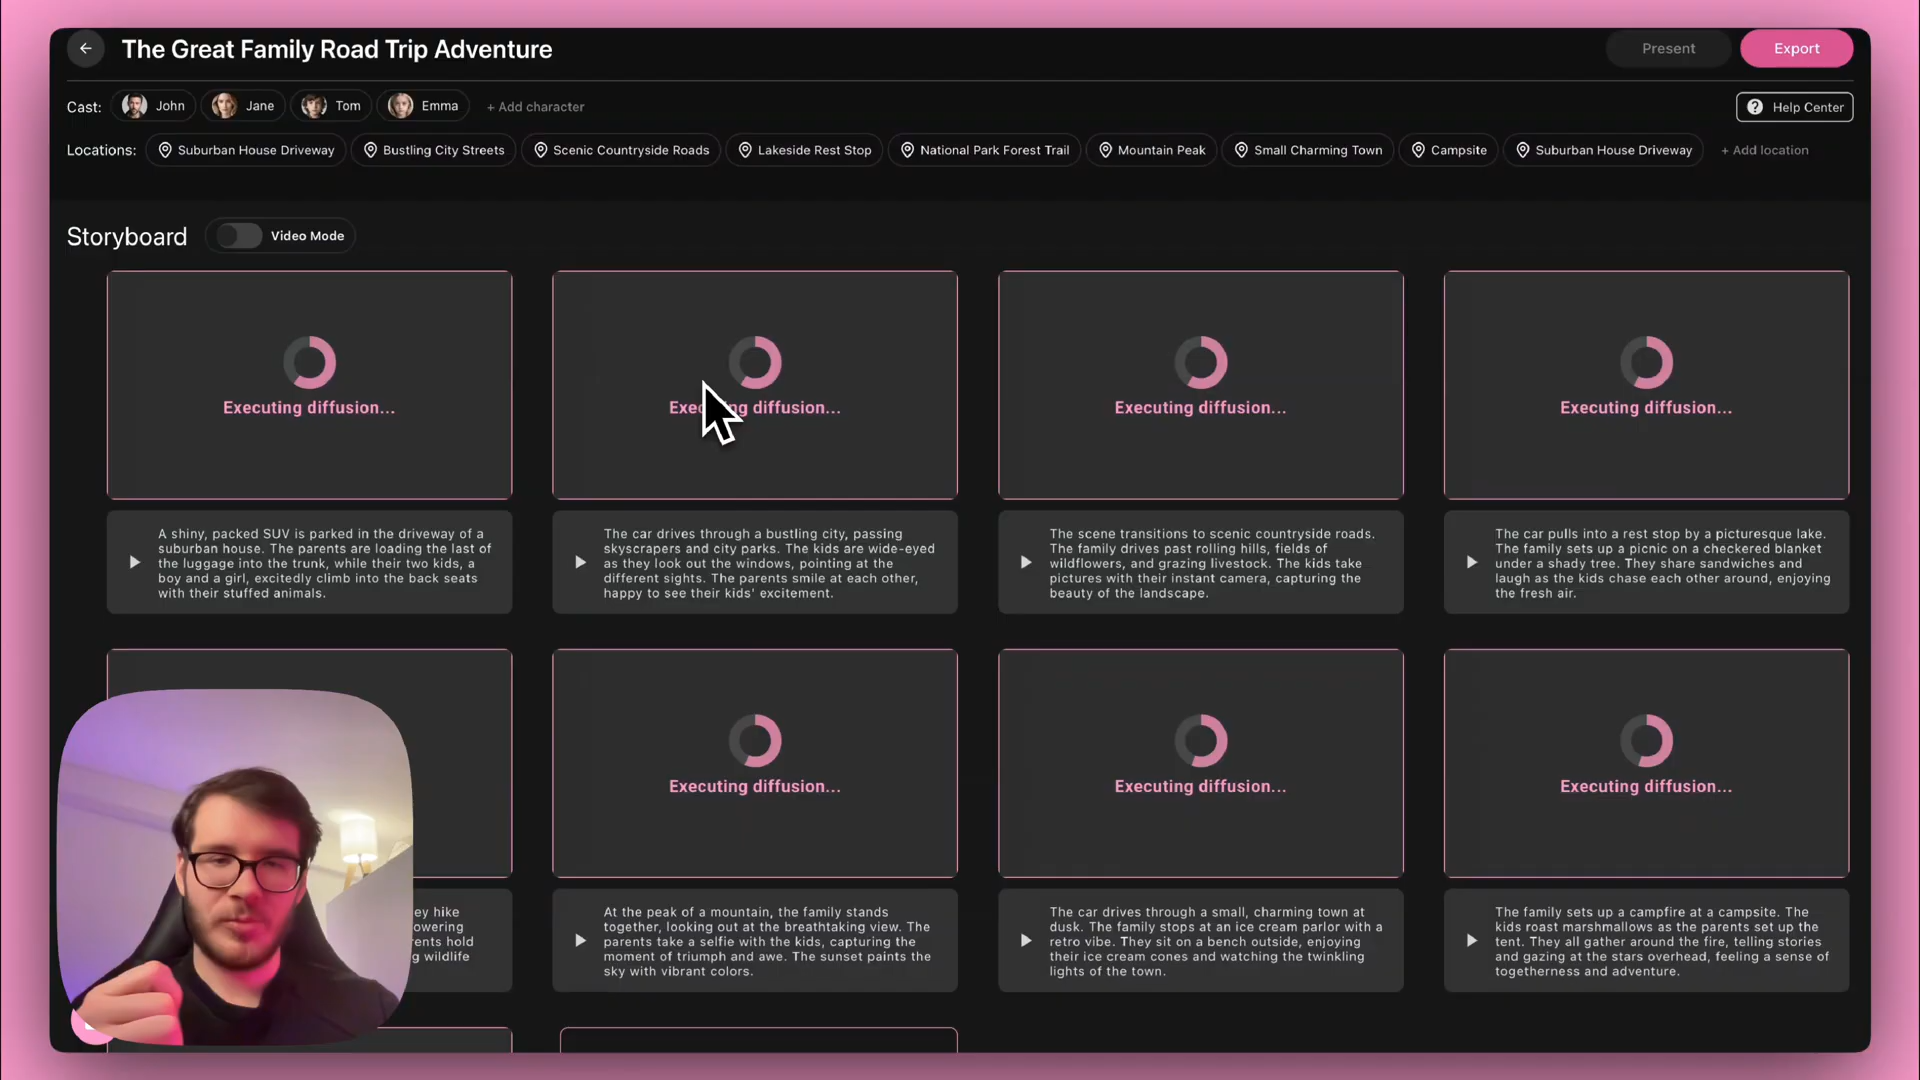 The Great Family Road Trip Adventure
Present
Export
Cast:
John
Jane
Tom
Emma
+ Add character
Help Center
Locations:
Suburban House Driveway
Bustling City Streets
Scenic Countryside Roads
Lakeside Rest Stop
National Park Forest Trail
Mountain Peak
Small Charming Town
Campsite
Suburban House Driveway
+ Add location
Storyboard
Video Mode
Executing diffusion...
diffusion...
Executing diffusion...
Executing diffusion...
A shiny, packed SUV is parked in the driveway of a
suburban house. The parents are loading the last of
the luggage into the trunk, while their two kids, a
boy and a girl, excitedly climb into the back seats
with their stuffed animals.
The car drives through a bustling city, passing
skyscrapers and city parks. The kids are wide-eyed
as they look out the windows, pointing at the
different sights. The parents smile at each other,
happy to see their kids' excitement.
The scene transitions to scenic countryside roads.
The family drives past rolling hills, fields of
wildflowers, and grazing livestock. The kids take
pictures with their instant camera, capturing the
beauty of the landscape.
The car pulls into a rest stop by a picturesque lake.
The family sets up a picnic on a checkered blanket
under a shady tree. They share sandwiches and
laugh as the kids chase each other around, enjoying
the fresh air.
Executing diffusion...
Executing diffusion...
Executing diffusion...
ey hike
owering
ents hold
g wildlife
At the peak of a mountain, the family stands
together, looking out at the breathtaking view. The
parents take a selfie with the kids, capturing the
moment of triumph and awe. The sunset paints the
sky with vibrant colors.
The car drives through a small, charming town at
dusk. The family stops at an ice cream parlor with a
retro vibe. They sit on a bench outside, enjoying
their ice cream cones and watching the twinkling
lights of the town.
The family sets up a campfire at a campsite. The
kids roast marshmallows as the parents set up the
tent. They all gather around the fire, telling stories
and gazing at the stars overhead, feeling a sense of
togetherness and adventure.